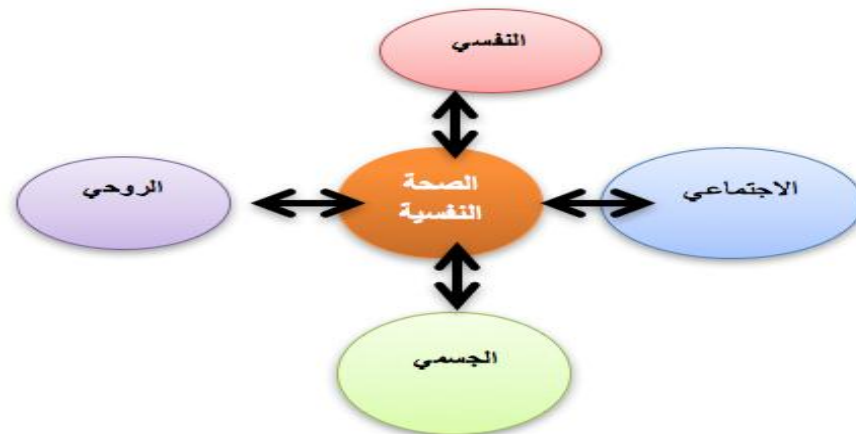 النفسي
الاجتماعي
الصحة
النفسية
الروحي
الجسمي